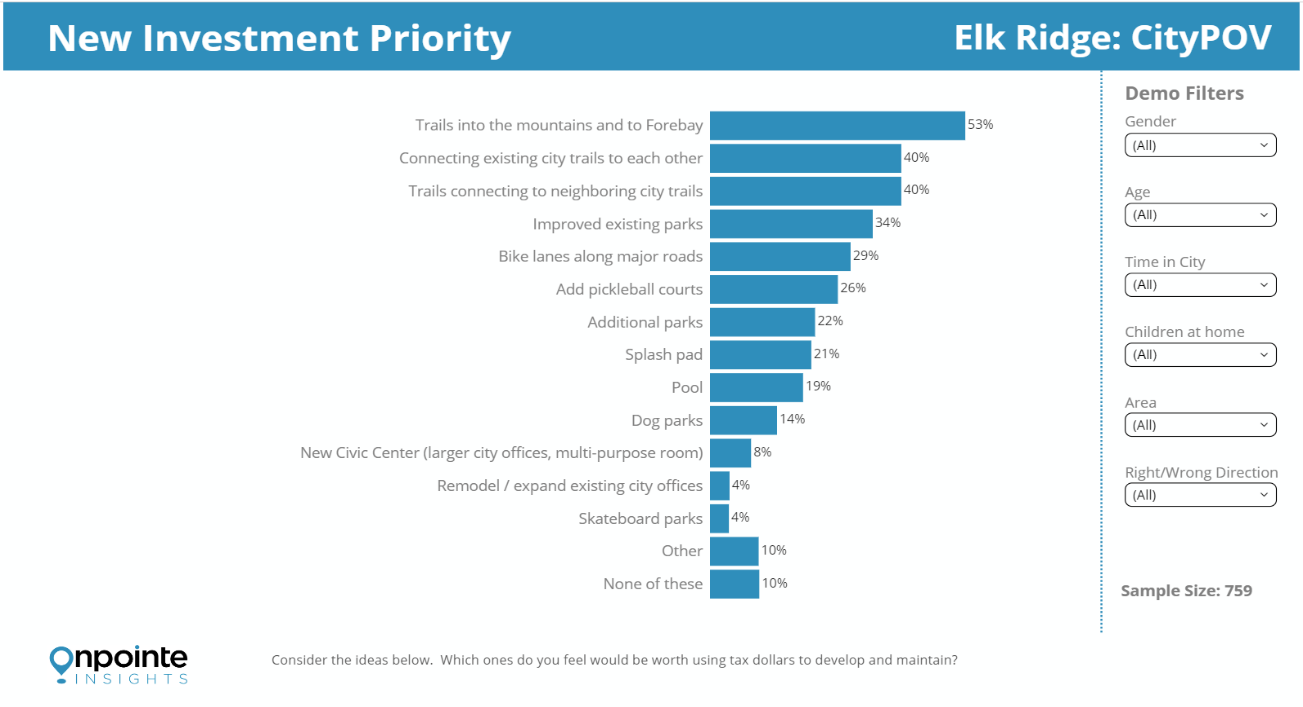 New Investment Priority
Elk Ridge: CityPOV
Trails into the mountains and to Forebay 53%
Connecting existing city trails to each other 40%
Trails connecting to neighboring city trails 40%
Improved existing parks 34%
Bike lanes along major roads 29%
Add pickleball courts 26%
Additional parks 22%
Splash pad 21%
Pool 19%
Dog parks 14%
New Civic Center (larger city offices, multi-purpose room) 8%
Remodel / expand existing city offices 4%
Skateboard parks 4%
Other 10%
None of these 10%
Demo Filters
Gender
(All)
Age
(All)
Time in City
(All)
Children at home
(All)
Area
(All)
Right/Wrong Direction
(All)
Sample Size: 759
Onpointe
INSIGHTS
Consider the ideas below. Which ones do you feel would be worth using tax dollars to develop and maintain?